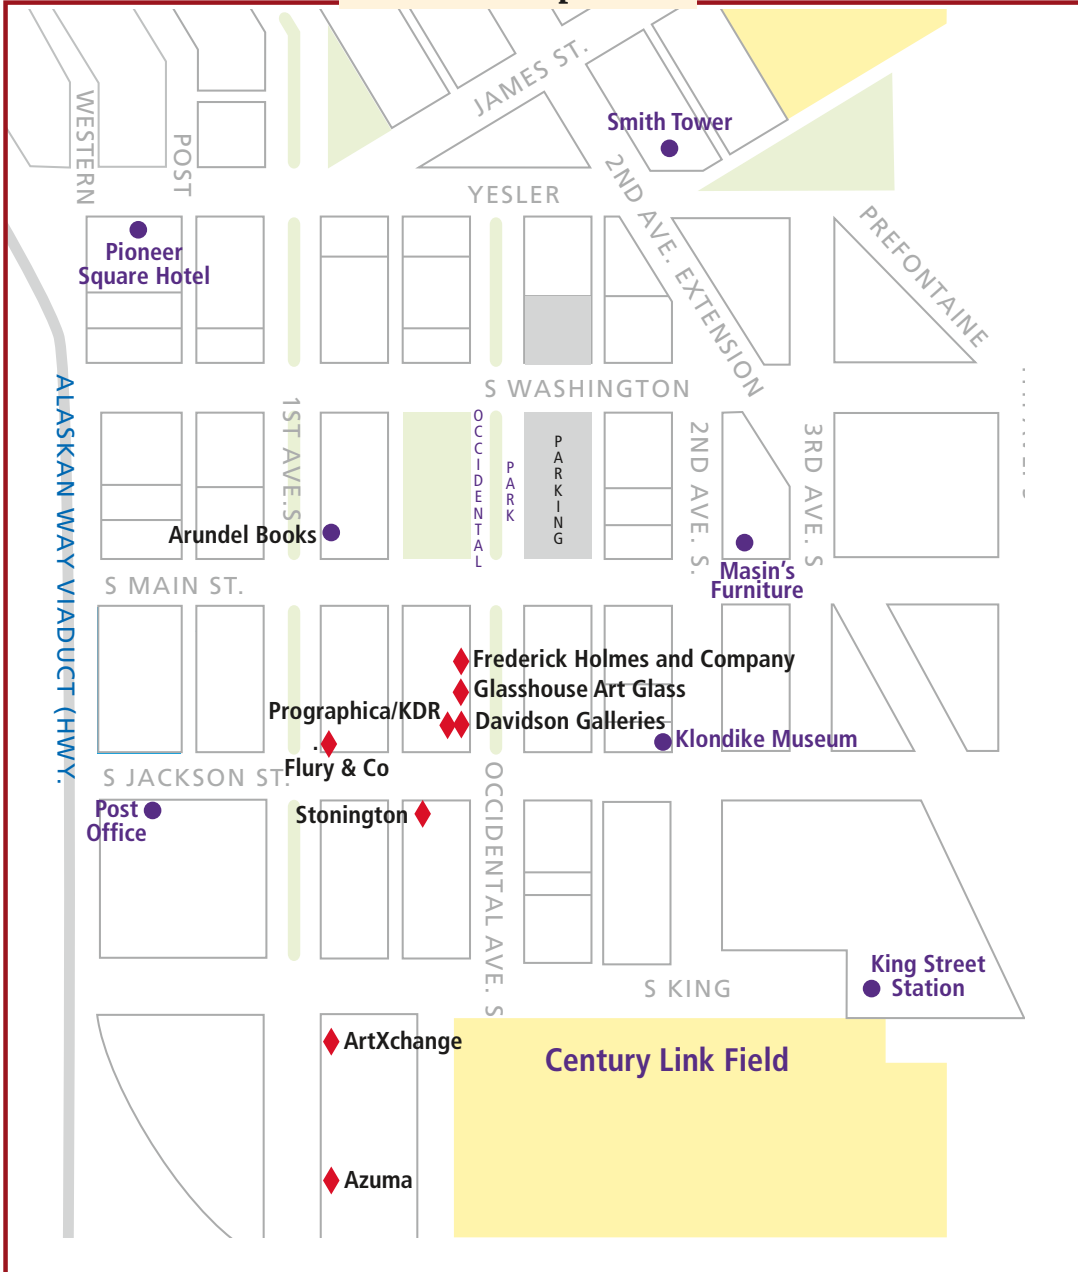 JAMES ST.
Smith Tower
WESTERN
POST
2ND AVE. EXTENSION
YESLER
PREFONTAINE
Pioneer
Square Hotel
ALASKAN WAY VIADUCT (HWY.
S WASHINGTON
1ST AVE.S
OCCIDENTAL
PARK
PARKING
2ND AVE. S.
3RD AVE. S
Arundel Books
Masin's
Furniture
S MAIN ST.
Frederick Holmes and Company
Glasshouse Art Glass
Prographica/KDR
Davidson Galleries
Klondike Museum
Flury & Co
S JACKSON ST.
OCCIDENTAL AVE. S
Post
Office
Stonington
King Street
Station
S KING
ArtXchange
Century Link Field
Azuma